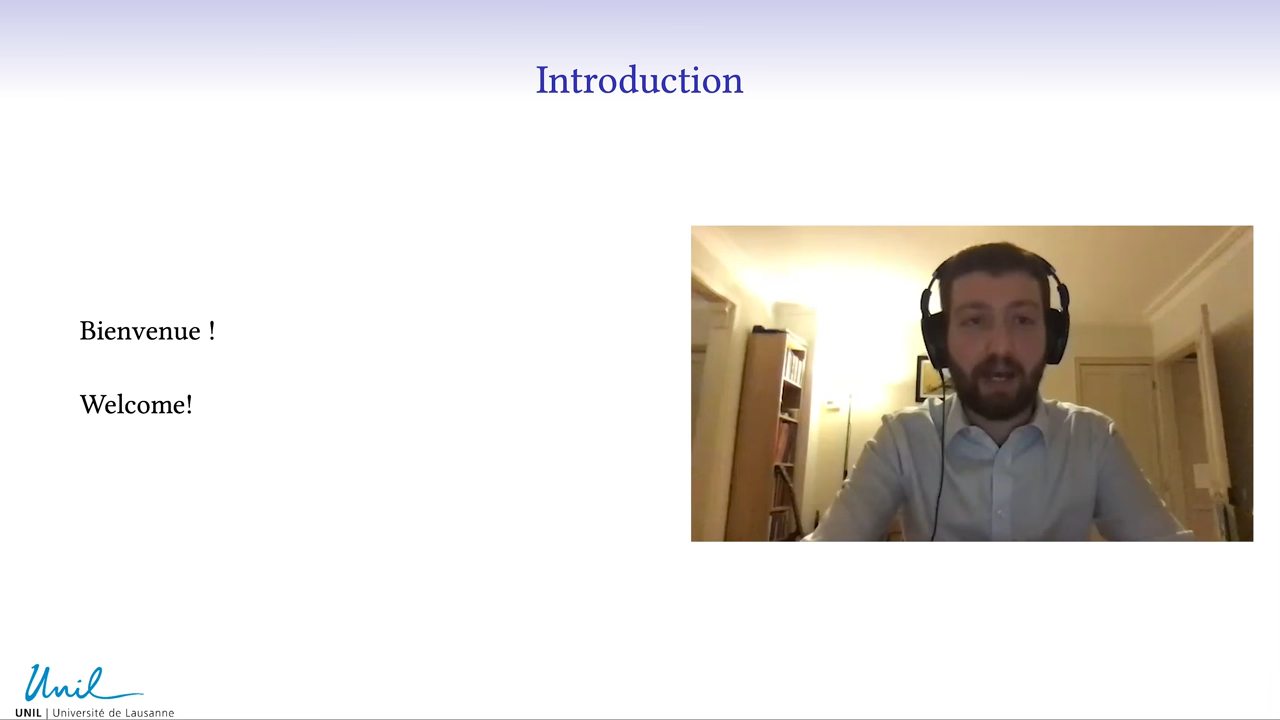 Introduction
Bienvenue !
Welcome!
Unil
UNIL | Université de Lausanne